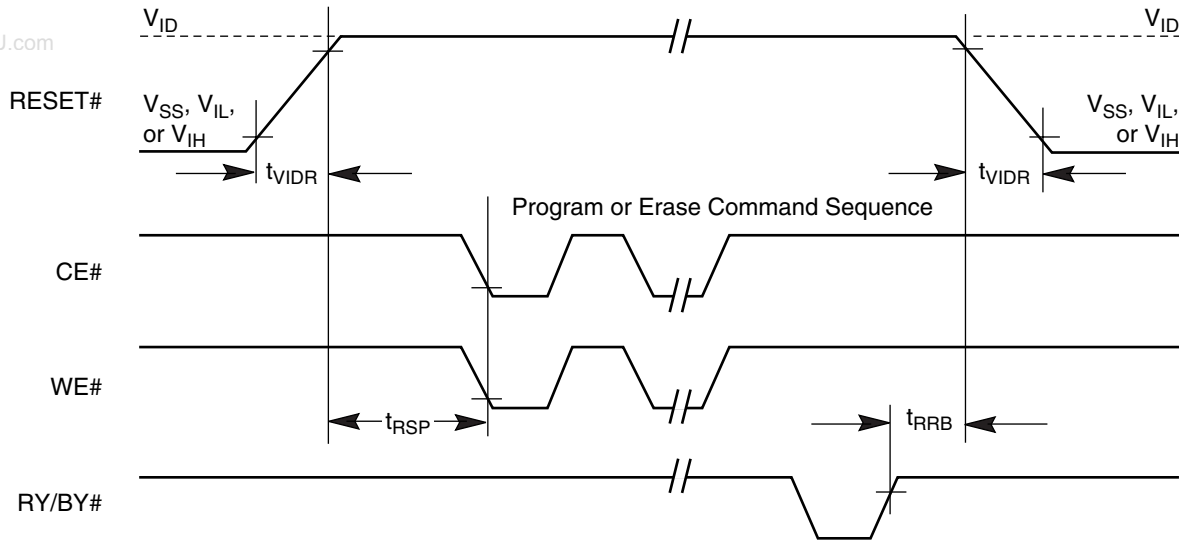 V_ID
V_ID
J.com
RESET#
V_SS, V_IL,
or V_IH
V_SS, V_IL,
or V_IH
t_VIDR
t_VIDR
Program or Erase Command Sequence
CE#
WE#
t_RSP
t_RRB
RY/BY#